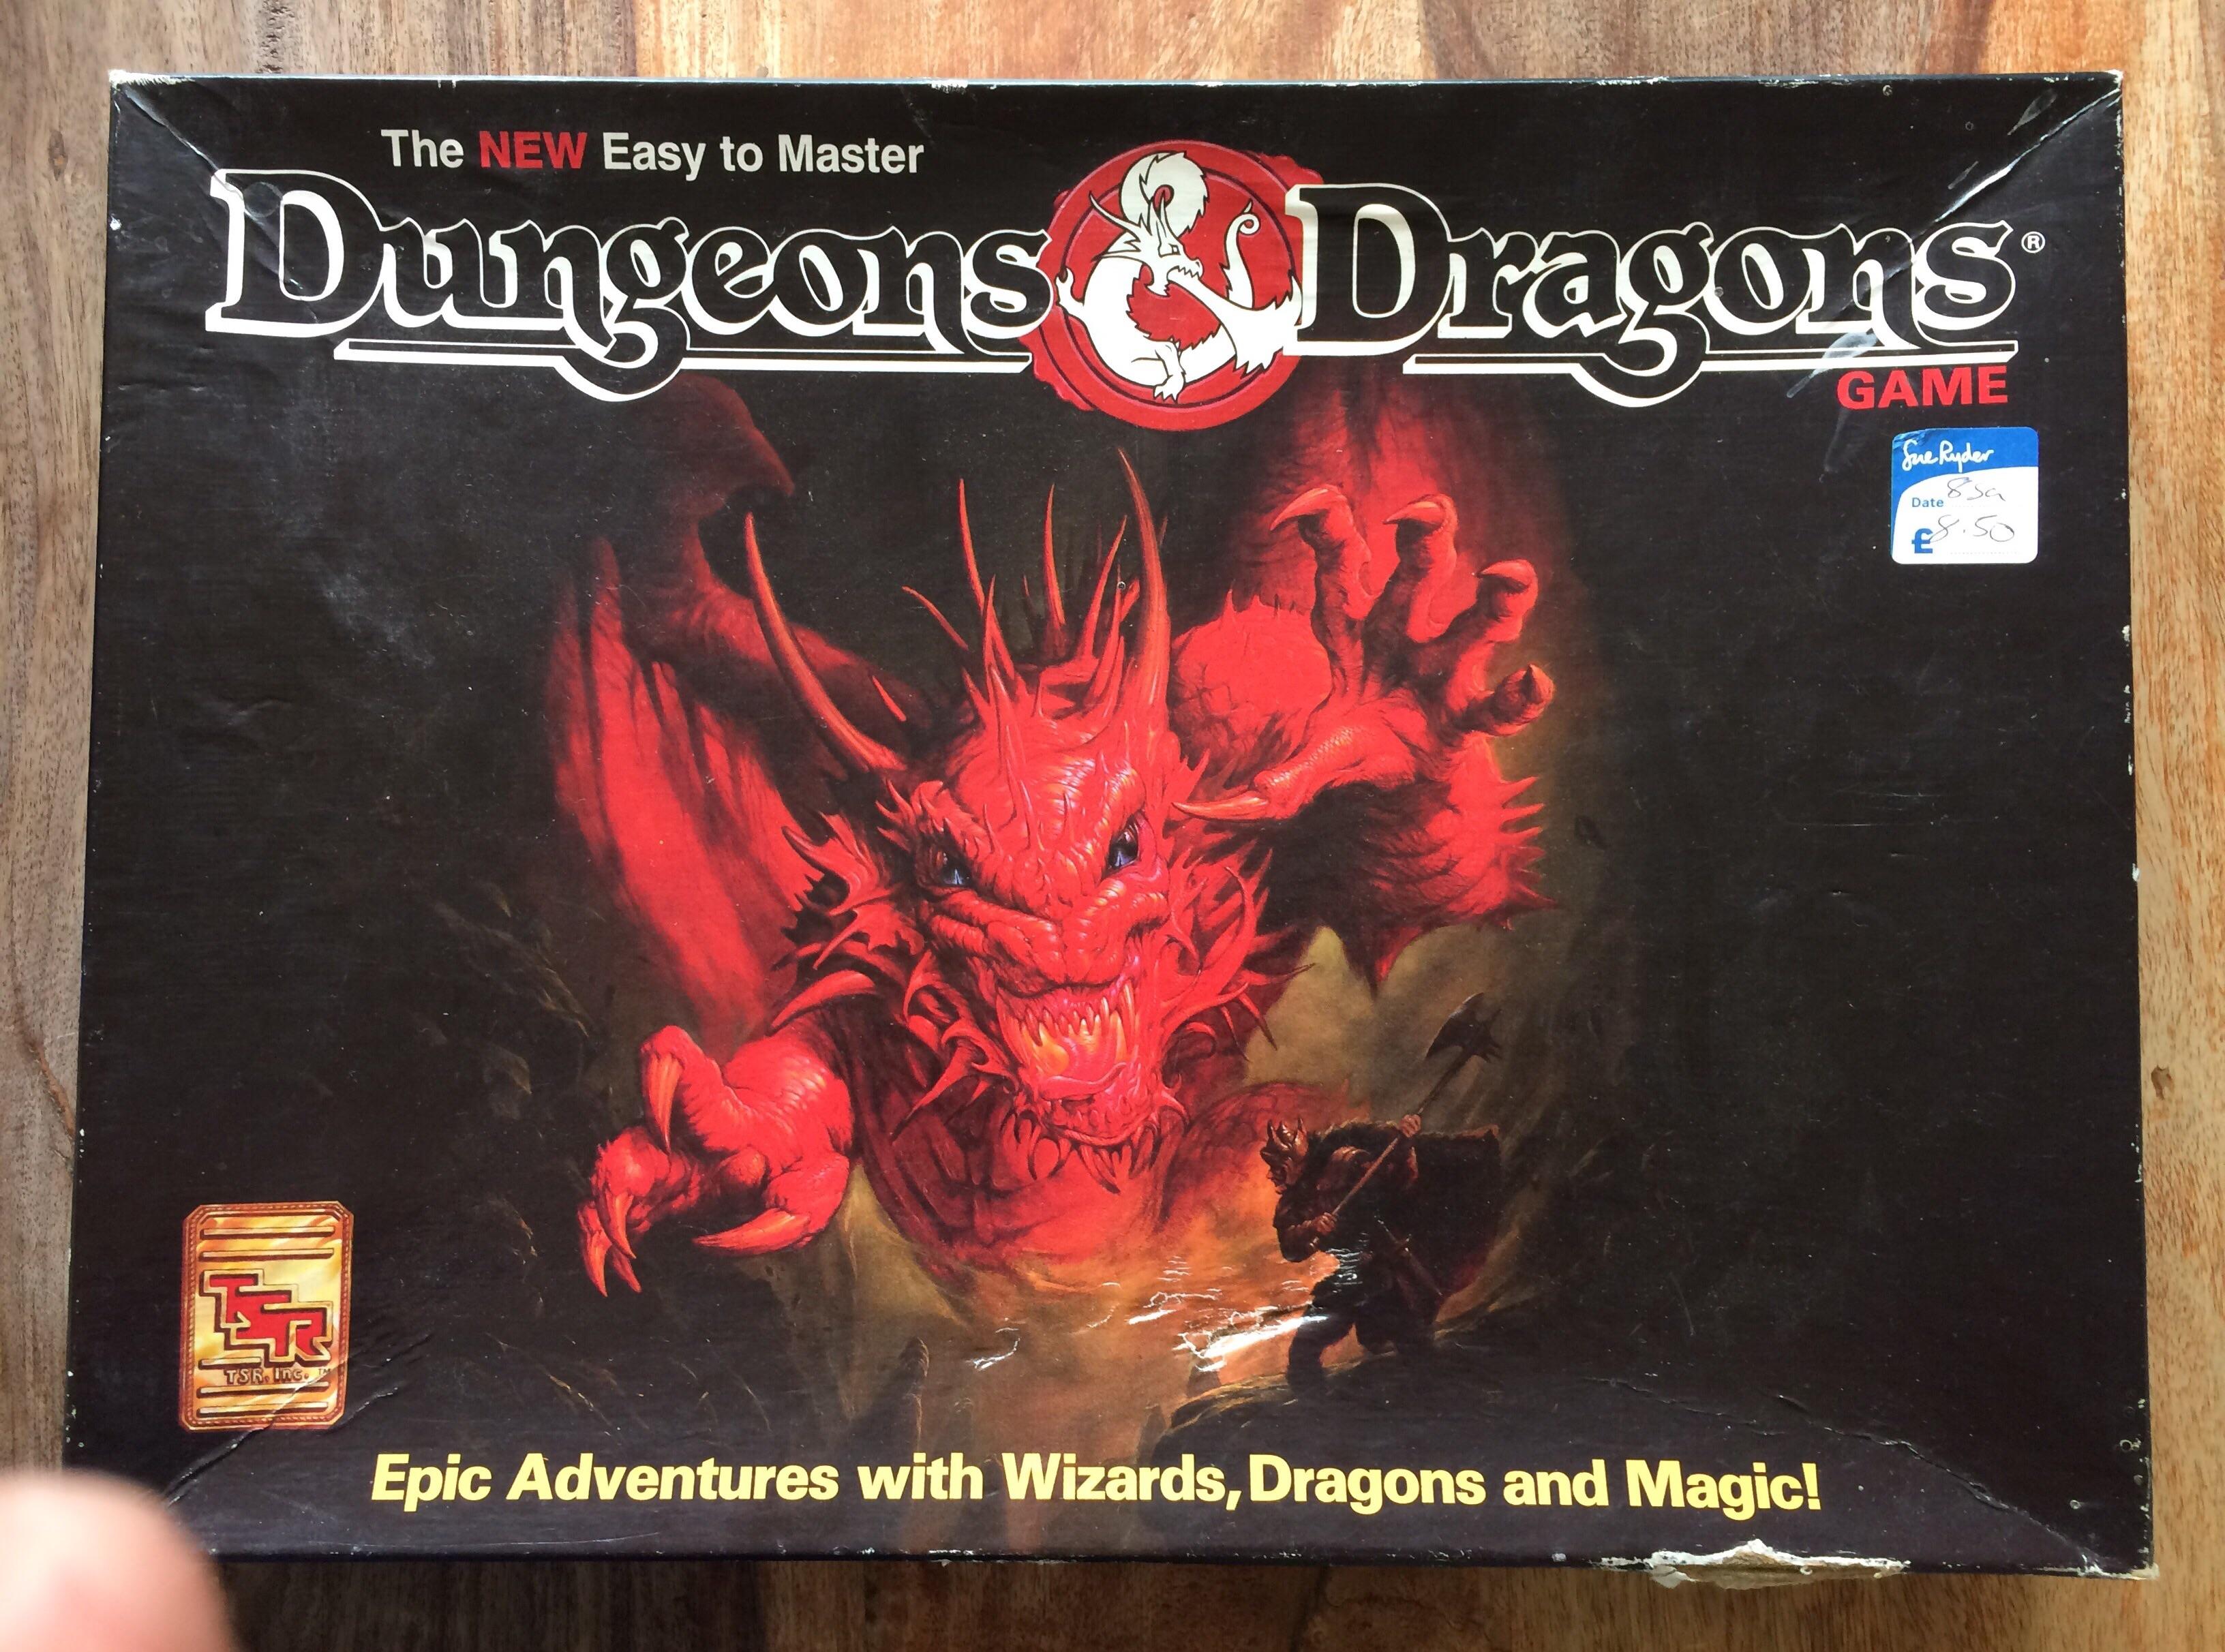 The NEW Easy to Master
Dungeons & Dragons®
GAME
Sue Ryder
Date
£8.50
TSR
TSR, Inc. ™
Epic Adventures with Wizards, Dragons and Magic!